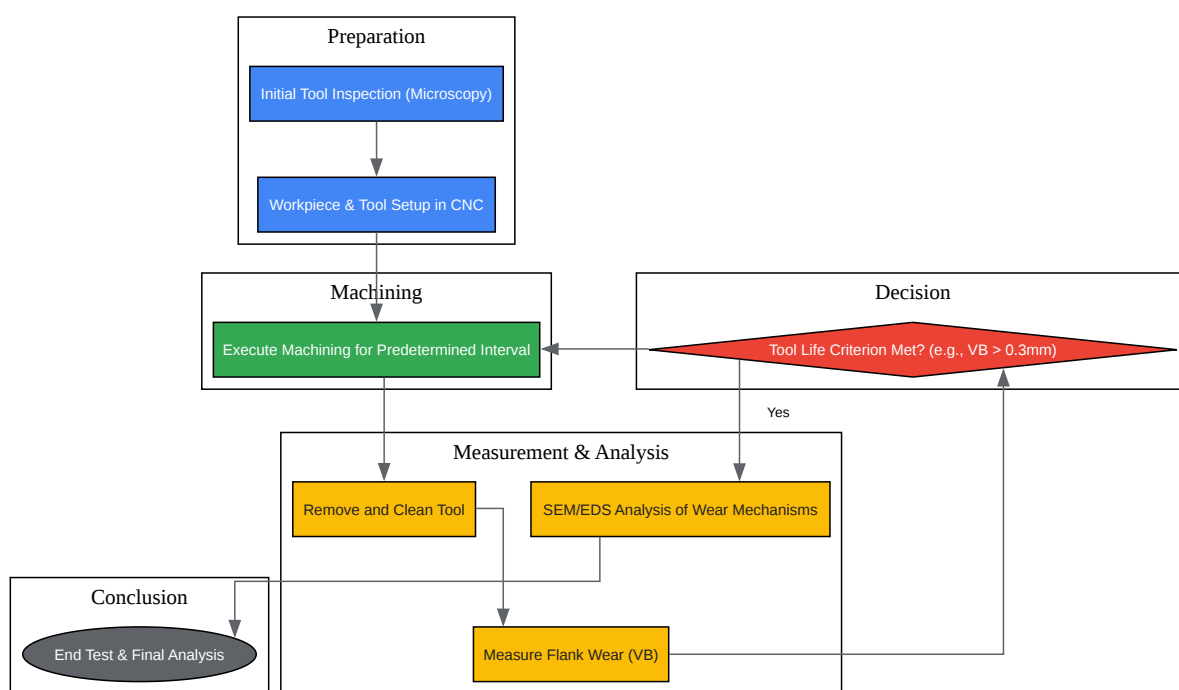 Preparation
Initial Tool Inspection (Microscopy)
Workpiece & Tool Setup in CNC
Machining
Execute Machining for Predetermined Interval
Decision
Tool Life Criterion Met? (e.g., VB > 0.3mm)
Yes
Measurement & Analysis
Remove and Clean Tool
SEM/EDS Analysis of Wear Mechanisms
Measure Flank Wear (VB)
Conclusion
End Test & Final Analysis